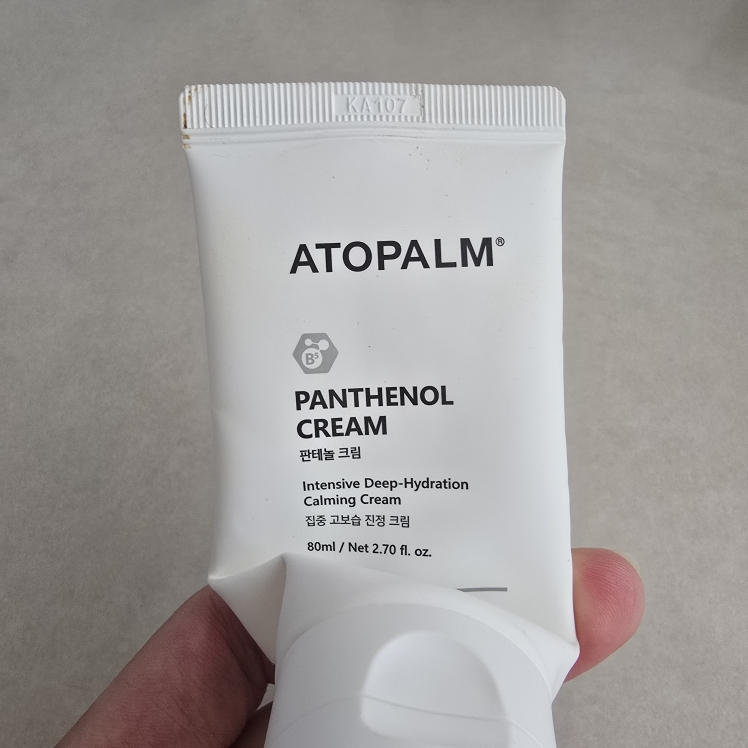 KA107
ATOPALM®
B5
PANTHENOL
CREAM
판테놀 크림
Intensive Deep-Hydration
Calming Cream
집중 고보습 진정 크림
80ml / Net 2.70 fl. oz.